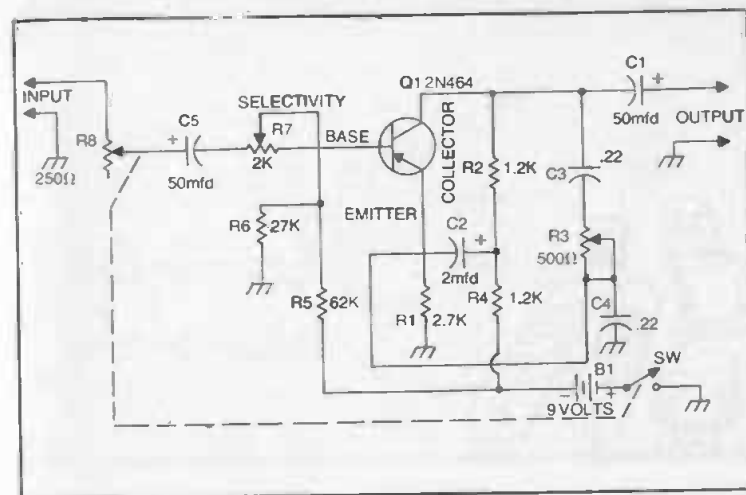 C1
Q1 2N464
+
INPUT
SELECTIVITY
50mfd
OUTPUT
C5
R7
BASE
COLLECTOR
R8
+
2K
R2
1.2K
.22
C3
250Ω
50mfd
EMITTER
C2
R6
27K
+
R3
500Ω
2mfd
R5
62K
R1
2.7K
R4
1.2K
C4
.22
B1
SW
-
+
9 VOLTS